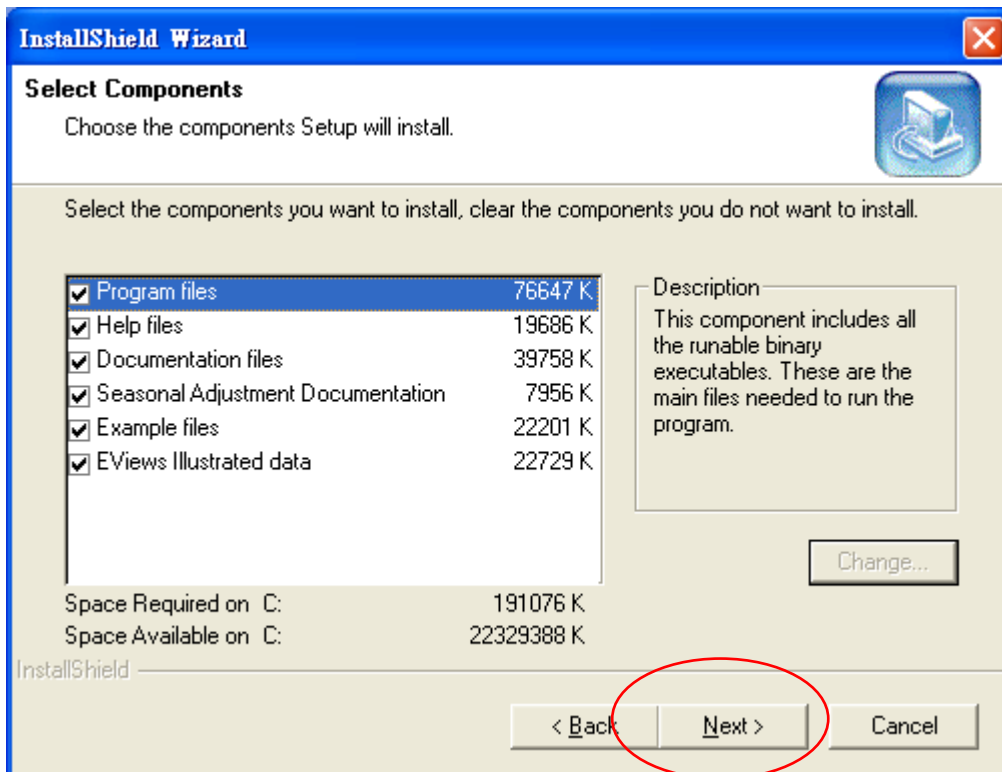 InstallShield Wizard
Select Components
Choose the components Setup will install.
Select the components you want to install, clear the components you do not want to install.
Program files 76647 K
Help files 19686 K
Documentation files 39758 K
Seasonal Adjustment Documentation 7956 K
Example files 22201 K
EViews Illustrated data 22729 K
Description
This component includes all
the runable binary
executables. These are the
main files needed to run the
program.
Change...
Space Required on C: 191076 K
Space Available on C: 22329388 K
InstallShield
< Back
Next >
Cancel